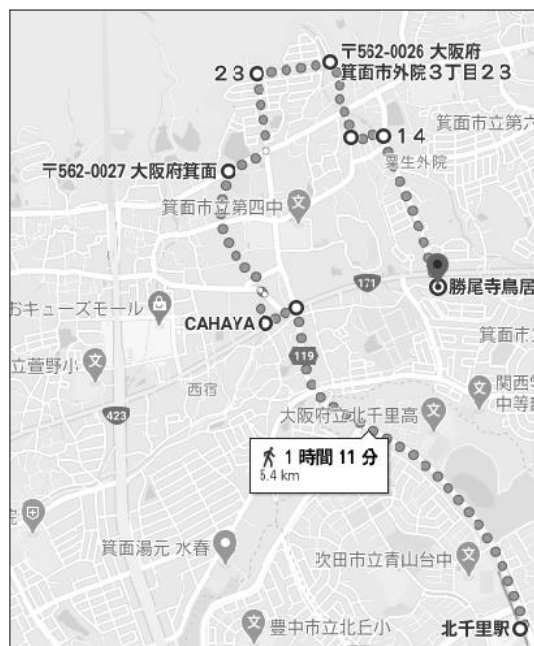 〒562-0026 大阪府
箕面市外院３丁目２３
２３
箕面市立第六
１４
粟生外院
〒562-0027 大阪府箕面
箕面市立第四中
171
勝尾寺鳥居
おキューズモール
CAHAYA
箕面市立
119
立萱野小
西宿
関西学
中等部
423
大阪府立北千里高
1 時間 11 分
5.4 km
院
箕面湯元 水春
吹田市立青山台中
豊中市立北丘小
北千里駅